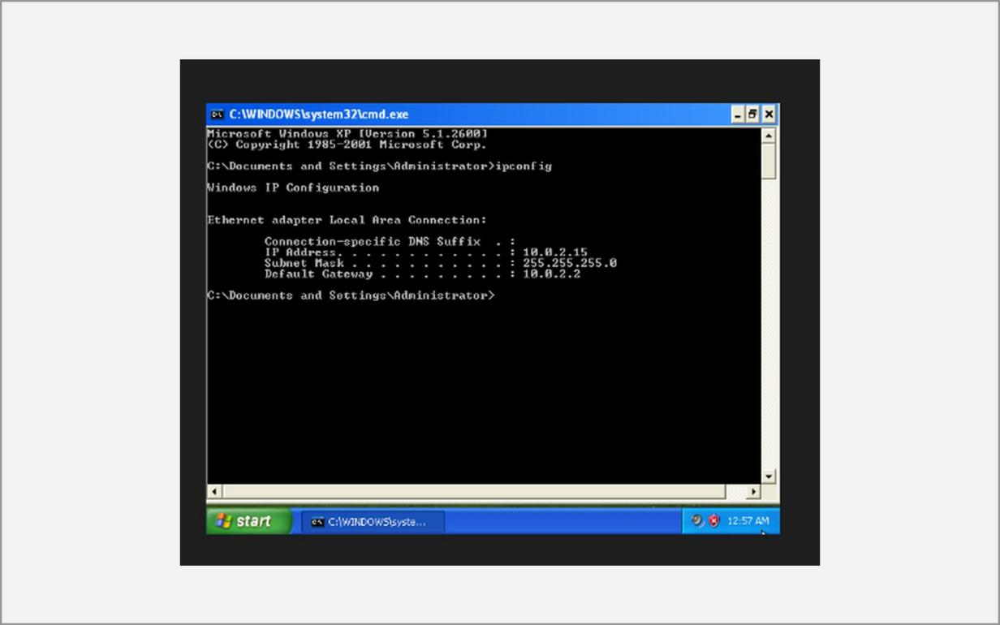 C:\WINDOWS\system32\cmd.exe
Microsoft Windows XP [Version 5.1.2600]
(C) Copyright 1985-2001 Microsoft Corp.
C:\Documents and Settings\Administrator>ipconfig
Windows IP Configuration
Ethernet adapter Local Area Connection:
Connection-specific DNS Suffix  . :
IP Address. . . . . . . . . . . . : 10.0.2.15
Subnet Mask . . . . . . . . . . . : 255.255.255.0
Default Gateway . . . . . . . . . : 10.0.2.2
C:\Documents and Settings\Administrator>
start
C:\WINDOWS\syste...
12:57 AM